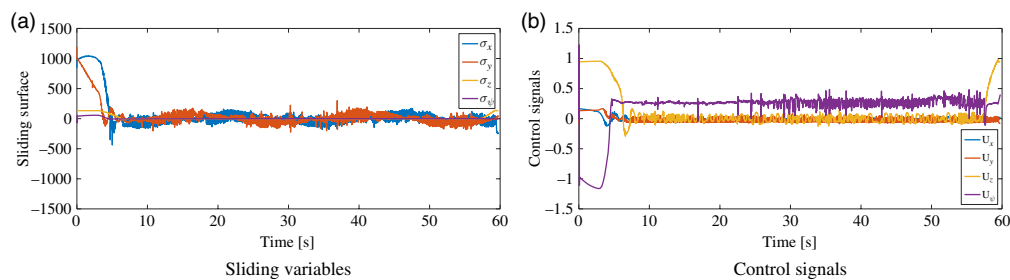 (a)
1500
1000
500
0
−500
−1000
−1500
Sliding surface
σx
σy
σz
σψ
0 10 20 30 40 50 60
Time [s]
Sliding variables
(b)
1.5
1
0.5
0
−0.5
−1
−1.5
Control signals
Ux
Uy
Uz
Uψ
0 10 20 30 40 50 60
Time [s]
Control signals